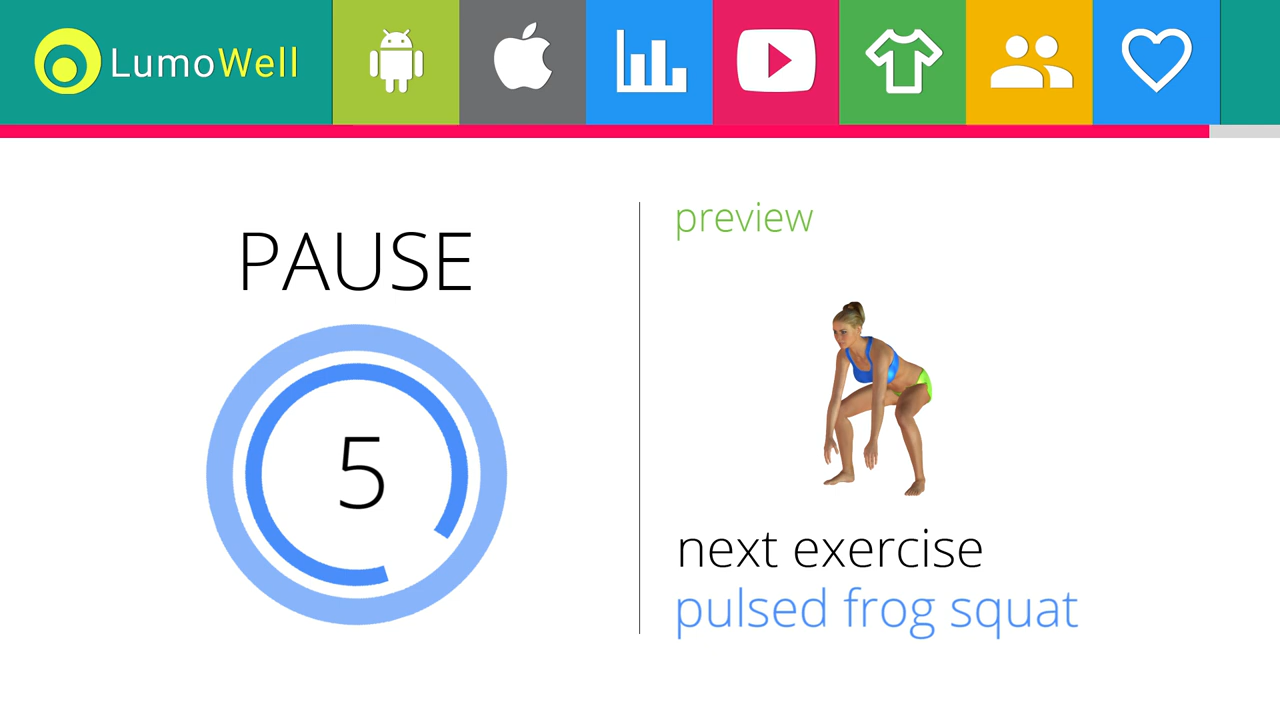 LumoWell
PAUSE
5
preview
next exercise
pulsed frog squat